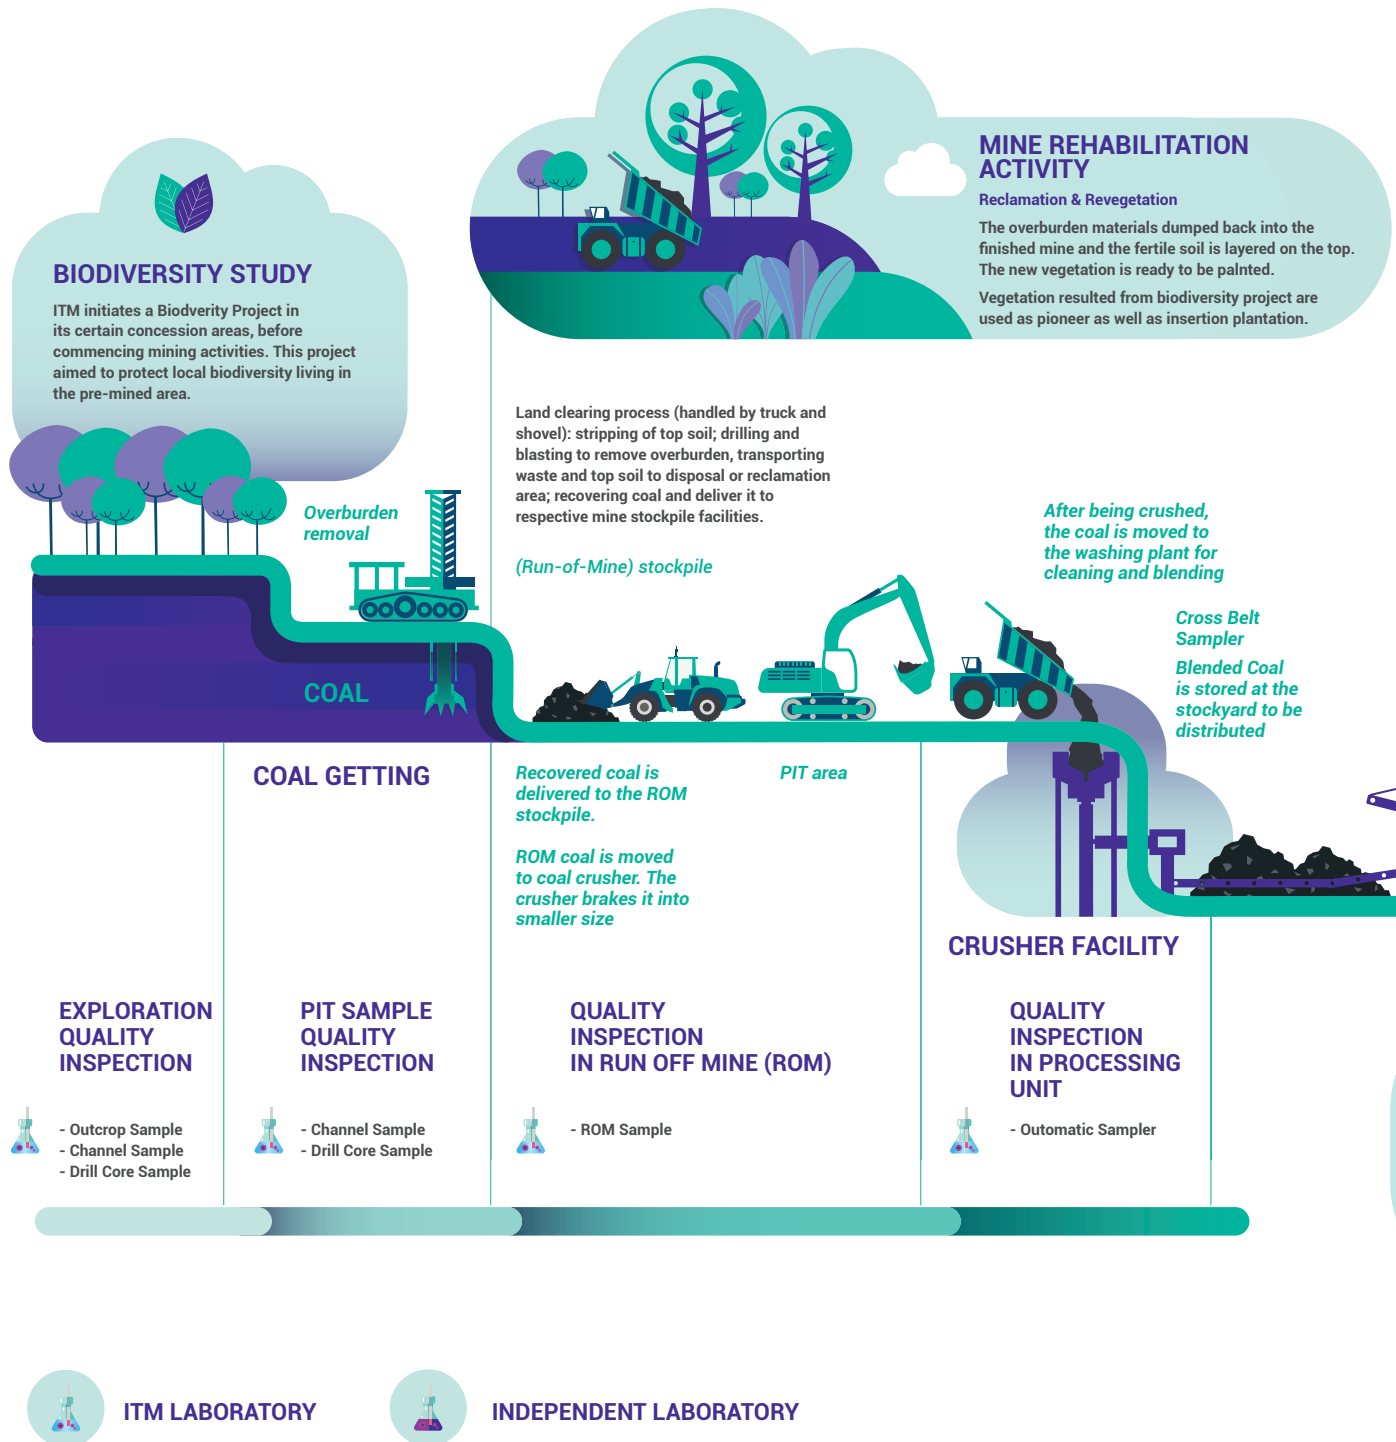 MINE REHABILITATION
ACTIVITY
Reclamation & Revegetation
The overburden materials dumped back into the
finished mine and the fertile soil is layered on the top.
The new vegetation is ready to be palnted.
Vegetation resulted from biodiversity project are
used as pioneer as well as insertion plantation.
BIODIVERSITY STUDY
ITM initiates a Biodverity Project in
its certain concession areas, before
commencing mining activities. This project
aimed to protect local biodiversity living in
the pre-mined area.
Land clearing process (handled by truck and
shovel): stripping of top soil; drilling and
blasting to remove overburden, transporting
waste and top soil to disposal or reclamation
area; recovering coal and deliver it to
respective mine stockpile facilities.
Overburden
removal
(Run-of-Mine) stockpile
After being crushed,
the coal is moved to
the washing plant for
cleaning and blending
Cross Belt
Sampler
Blended Coal
is stored at the
stockyard to be
distributed
COAL
COAL GETTING
Recovered coal is
delivered to the ROM
stockpile.
ROM coal is moved
to coal crusher. The
crusher brakes it into
smaller size
PIT area
CRUSHER FACILITY
EXPLORATION
QUALITY
INSPECTION
- Outcrop Sample
- Channel Sample
- Drill Core Sample
PIT SAMPLE
QUALITY
INSPECTION
- Channel Sample
- Drill Core Sample
QUALITY
INSPECTION
IN RUN OFF MINE (ROM)
- ROM Sample
QUALITY
INSPECTION
IN PROCESSING
UNIT
- Outomatic Sampler
ITM LABORATORY
INDEPENDENT LABORATORY